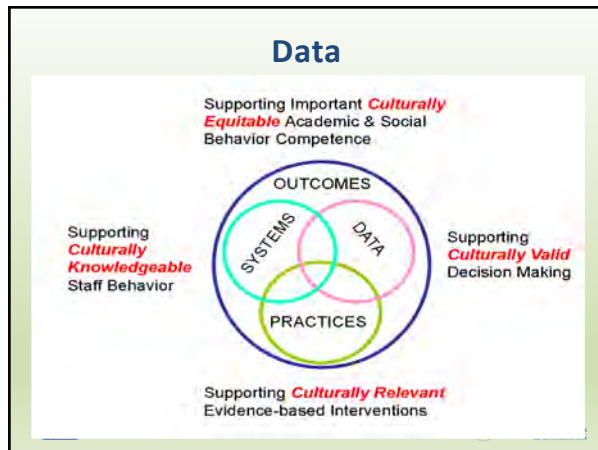 Data
Supporting Important Culturally
Equitable Academic & Social
Behavior Competence
OUTCOMES
SYSTEMS
DATA
PRACTICES
Supporting
Culturally
Knowledgeable
Staff Behavior
Supporting
Culturally Valid
Decision Making
Supporting Culturally Relevant
Evidence-based Interventions